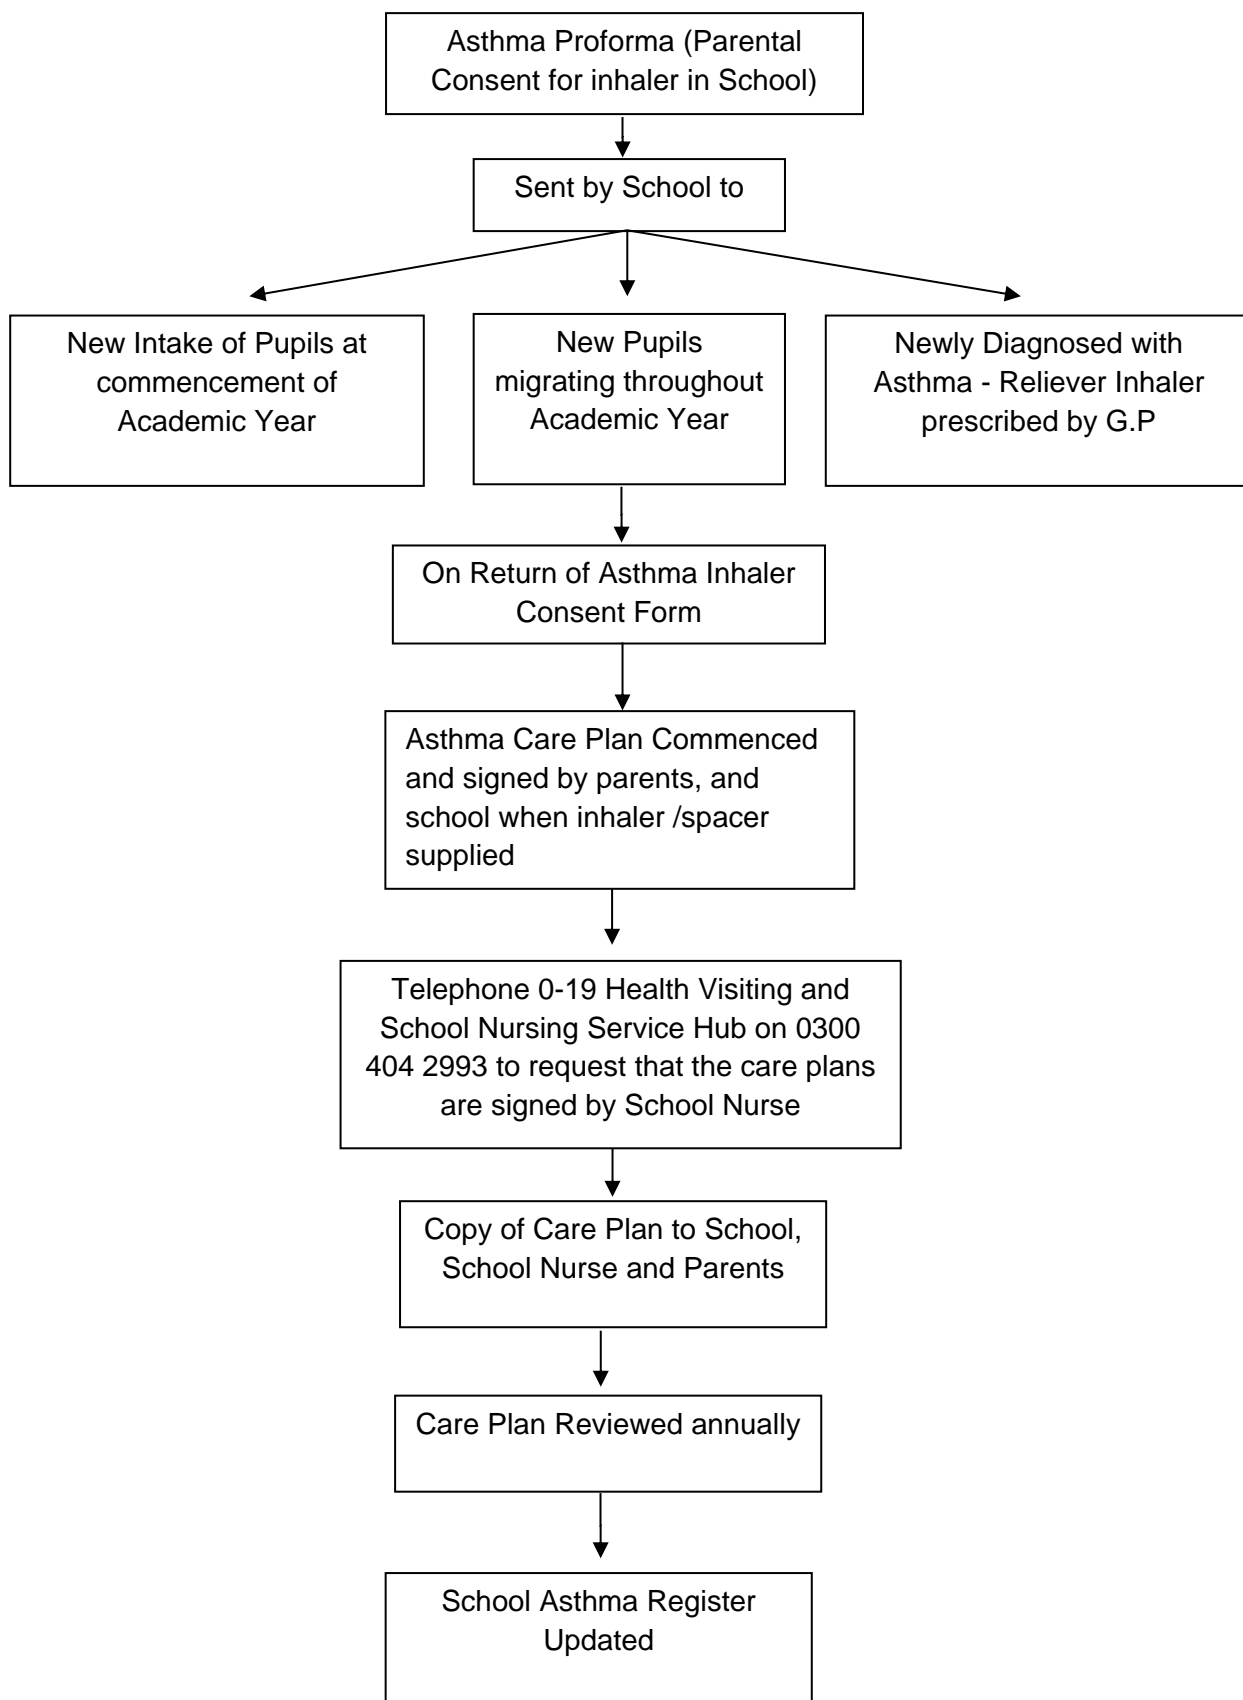 Asthma Proforma (Parental
Consent for inhaler in School)
Sent by School to
New Intake of Pupils at
commencement of
Academic Year
New Pupils
migrating throughout
Academic Year
Newly Diagnosed with
Asthma - Reliever Inhaler
prescribed by G.P
On Return of Asthma Inhaler
Consent Form
Asthma Care Plan Commenced
and signed by parents, and
school when inhaler /spacer
supplied
Telephone 0-19 Health Visiting and
School Nursing Service Hub on 0300
404 2993 to request that the care plans
are signed by School Nurse
Copy of Care Plan to School,
School Nurse and Parents
Care Plan Reviewed annually
School Asthma Register
Updated